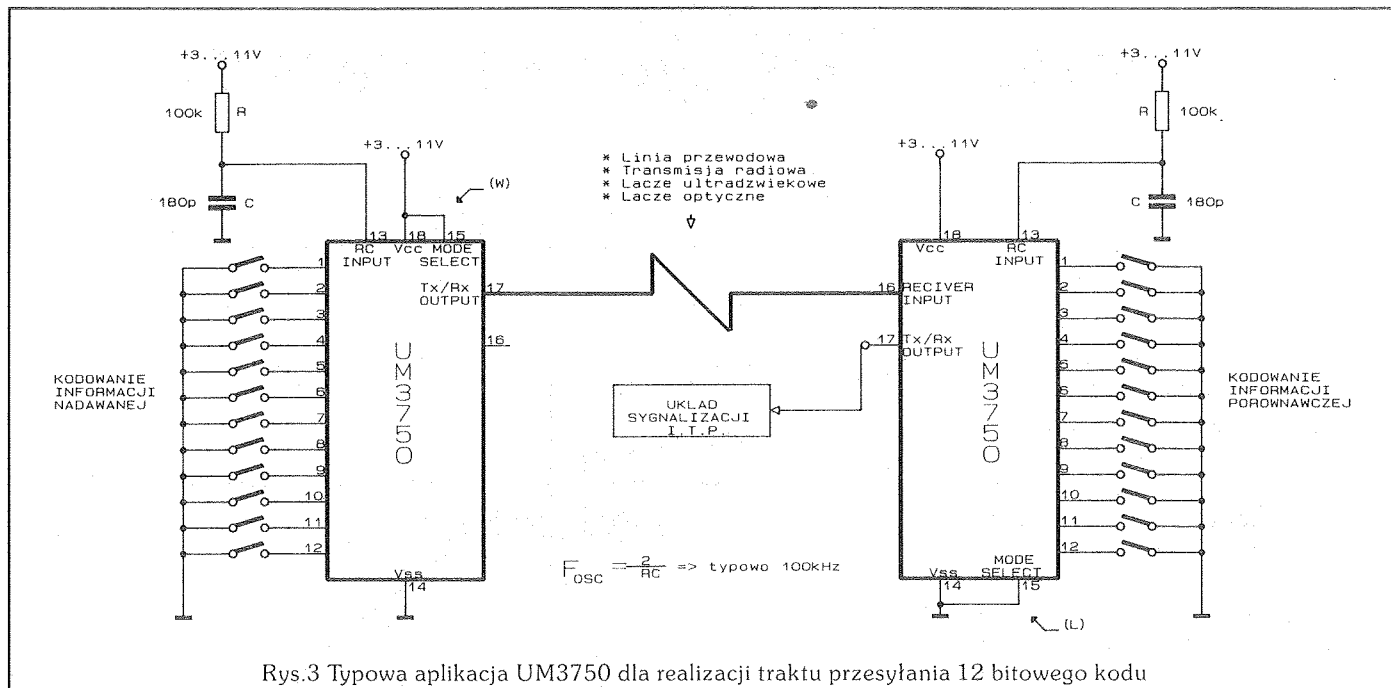 +3...11V
100k R
180p C
+3...11V
(W)
13 18 15
RC INPUT
Vcc
MODE SELECT
Tx/Rx OUTPUT
17
16
UM3750
1
2
3
4
5
6
7
8
9
10
11
12
Vss
14
KODOWANIE
INFORMACJI
NADAWANEJ
* Linia przewodowa
* Transmisja radiowa
* Lacze ultradzwiekowe
* Lacze optyczne
UKLAD
SYGNALIZACJI
I.T.P.
F OSC = 2/RC => typowo 100kHz
+3...11V
+3...11V
R 100k
C 180p
18 13
Vcc
RC INPUT
16 RECIVER INPUT
17 Tx/Rx OUTPUT
UM3750
1
2
3
4
5
6
7
8
9
10
11
12
MODE SELECT
Vss
14 15
(L)
KODOWANIE
INFORMACJI
POROWNAWCZEJ
Rys.3 Typowa aplikacja UM3750 dla realizacji traktu przesyłania 12 bitowego kodu